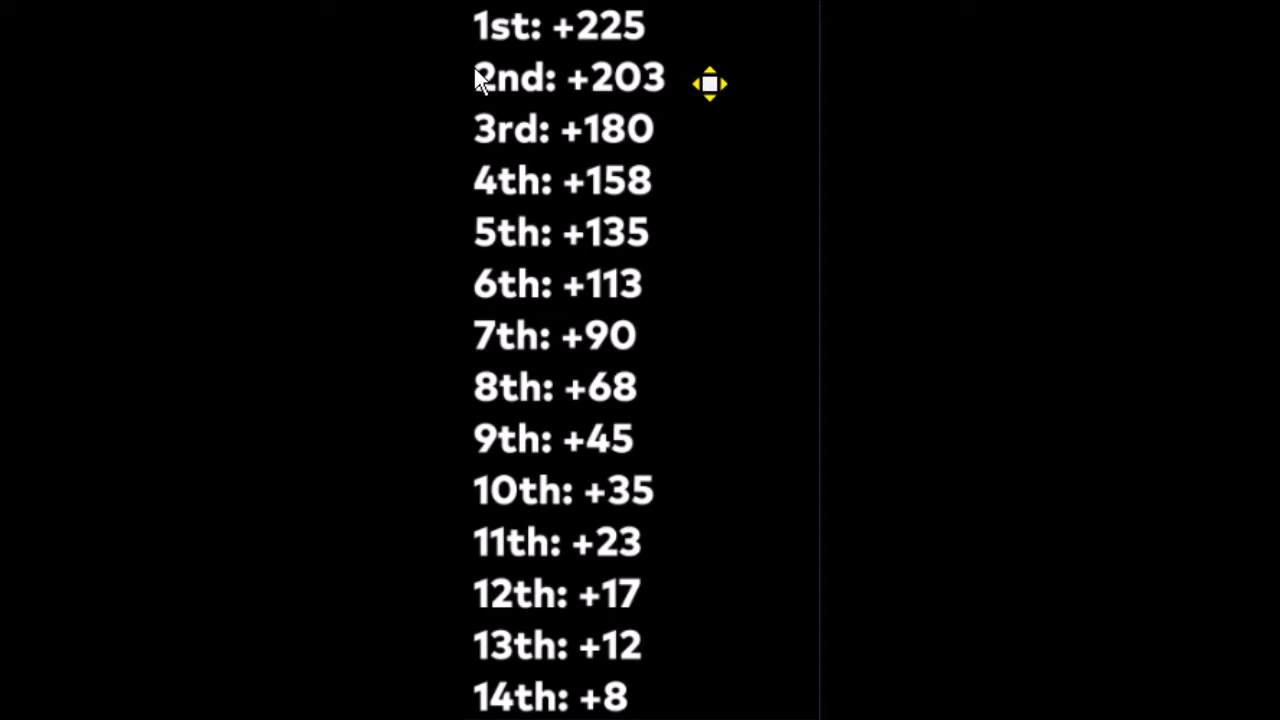 1st: +225
2nd: +203
3rd: +180
4th: +158
5th: +135
6th: +113
7th: +90
8th: +68
9th: +45
10th: +35
11th: +23
12th: +17
13th: +12
14th: +8